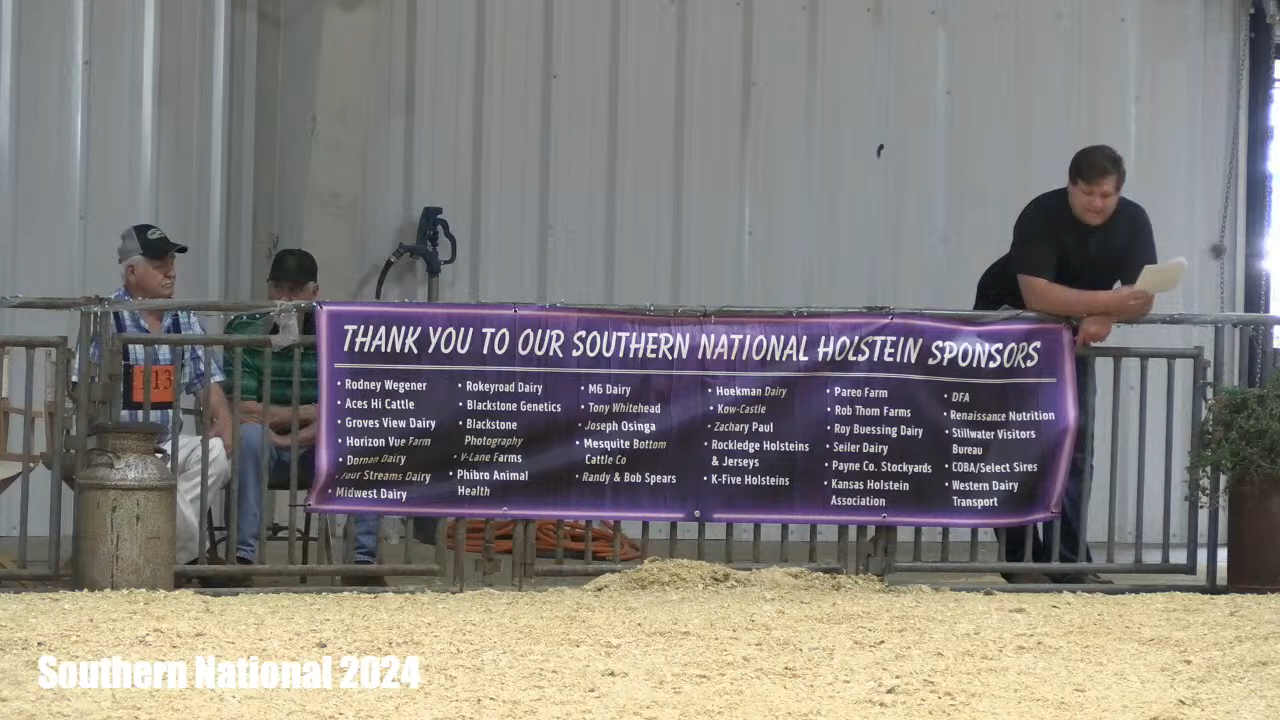 THANK YOU TO OUR SOUTHERN NATIONAL HOLSTEIN SPONSORS
• Rodney Wegener
• Aces Hi Cattle
• Groves View Dairy
• Horizon Vue Farm
• Dornan Dairy
• Four Streams Dairy
• Midwest Dairy
• Rokeyroad Dairy
• Blackstone Genetics
• Blackstone
Photography
• V-Lane Farms
• Phibro Animal
Health
• M6 Dairy
• Tony Whitehead
• Joseph Osinga
• Mesquite Bottom
Cattle Co
• Randy & Bob Spears
• Hoekman Dairy
• Kow-Castle
• Zachary Paul
• Rockledge Holsteins
& Jerseys
• K-Five Holsteins
• Pareo Farm
• Rob Thom Farms
• Roy Buessing Dairy
• Seiler Dairy
• Payne Co. Stockyards
• Kansas Holstein
Association
• DFA
• Renaissance Nutrition
• Stillwater Visitors
Bureau
• COBA/Select Sires
• Western Dairy
Transport
113
Southern National 2024